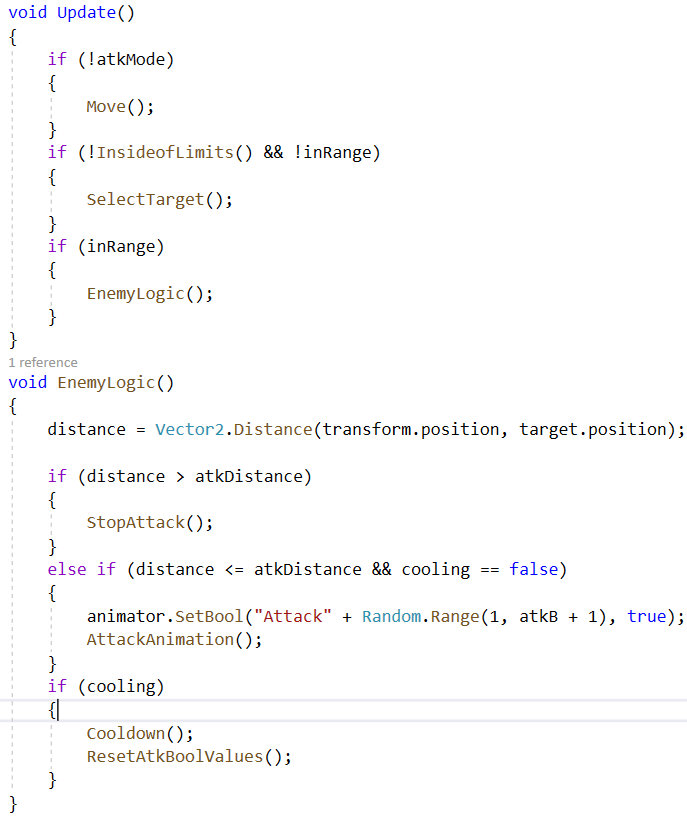 void Update()
{
    if (!atkMode)
    {
        Move();
    }
    if (!InsideofLimits() && !inRange)
    {
        SelectTarget();
    }
    if (inRange)
    {
        EnemyLogic();
    }
}
1 reference
void EnemyLogic()
{
    distance = Vector2.Distance(transform.position, target.position);

    if (distance > atkDistance)
    {
        StopAttack();
    }
    else if (distance <= atkDistance && cooling == false)
    {
        animator.SetBool("Attack" + Random.Range(1, atkB + 1), true);
        AttackAnimation();
    }
    if (cooling)
    {
        Cooldown();
        ResetAtkBoolValues();
    }
}